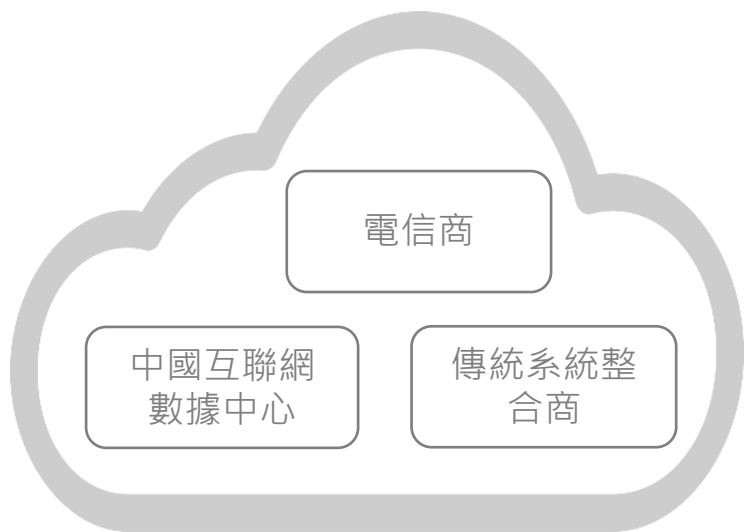 電信商
中國互聯網
數據中心
傳統系統整
合商